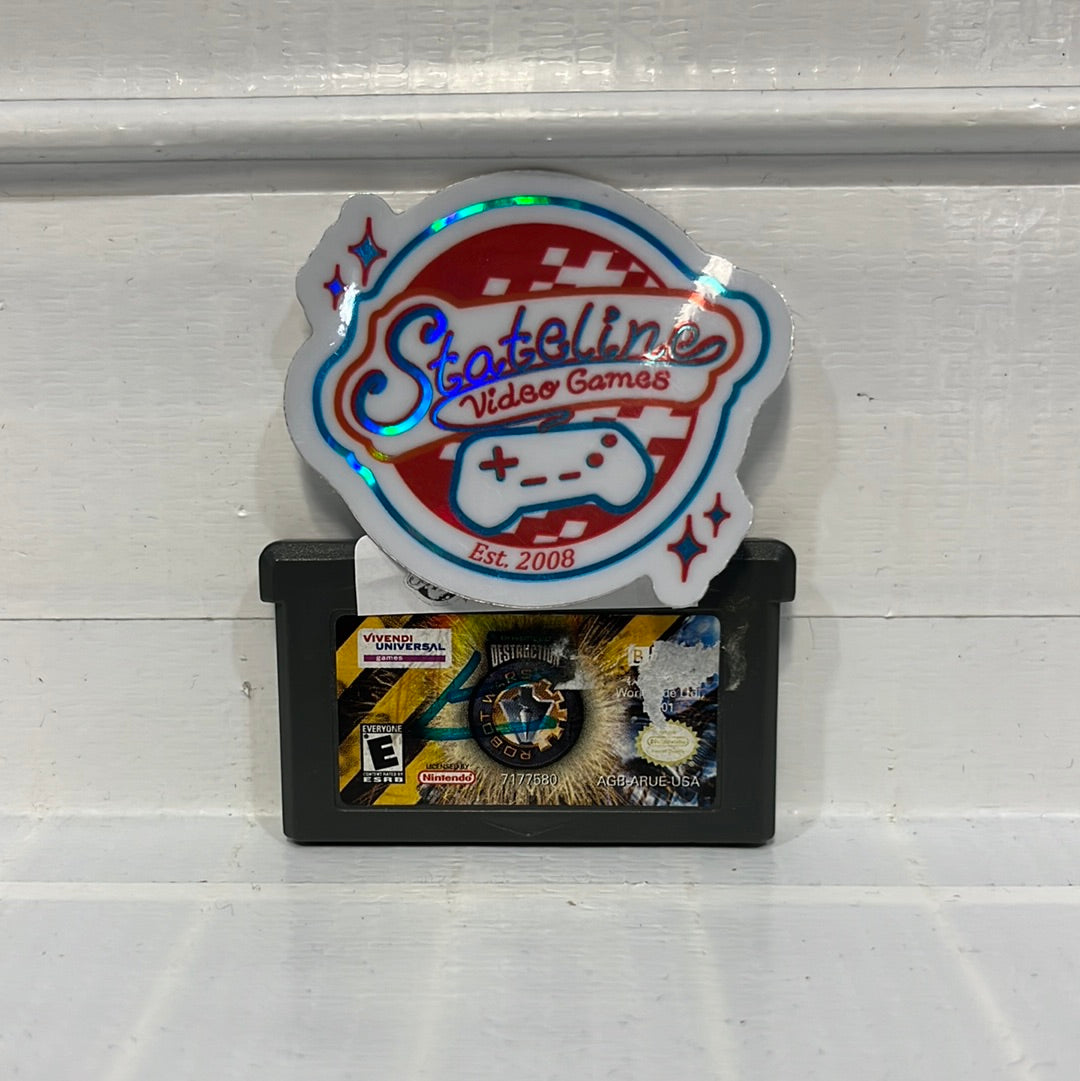 Stateline
Video Games
Est. 2008
VIVENDI
UNIVERSAL
games
DESTRUCTION
ROBOT WARS
B
01
EVERYONE
E
CONTENT RATED BY
ESRB
LICENSED BY
Nintendo
7177580
AGB-ARUE-USA